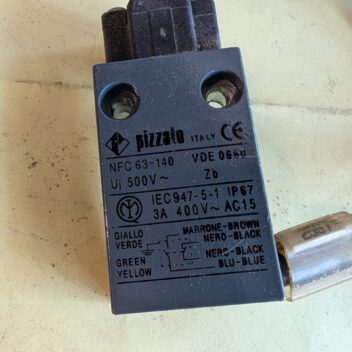 pizzato ITALY CE
NFC 63-140 VDE 0660
Ui 500V~ Zb
IEC947-5-1 IP67
3A 400V~ AC15
GIALLO
VERDE
MARRONE-BROWN
NERO-BLACK
GREEN
YELLOW
NERO-BLACK
BLU-BLUE